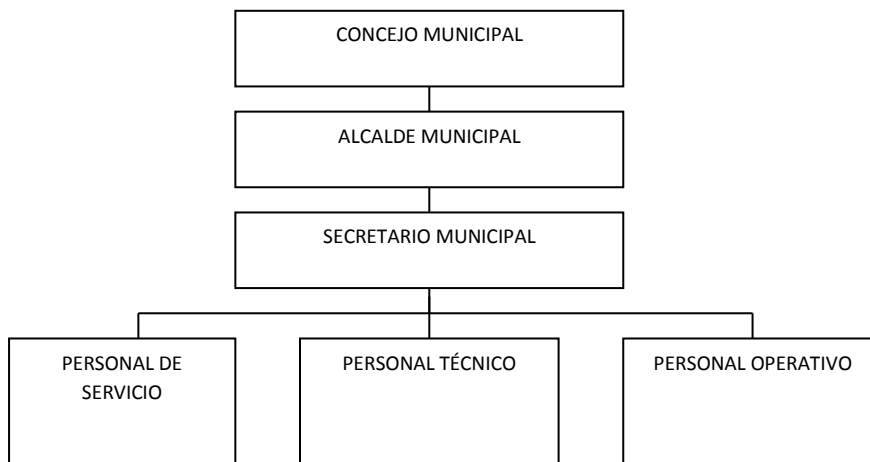 CONCEJO MUNICIPAL
ALCALDE MUNICIPAL
SECRETARIO MUNICIPAL
PERSONAL DE
SERVICIO
PERSONAL TÉCNICO
PERSONAL OPERATIVO